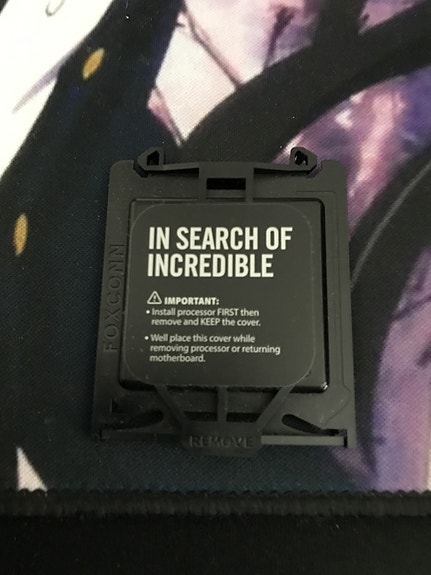 IN SEARCH OF
INCREDIBLE
IMPORTANT:
• Install processor FIRST then
remove and KEEP the cover.
• Well place this cover while
removing processor or returning
motherboard.
FOXCONN
REMOVE